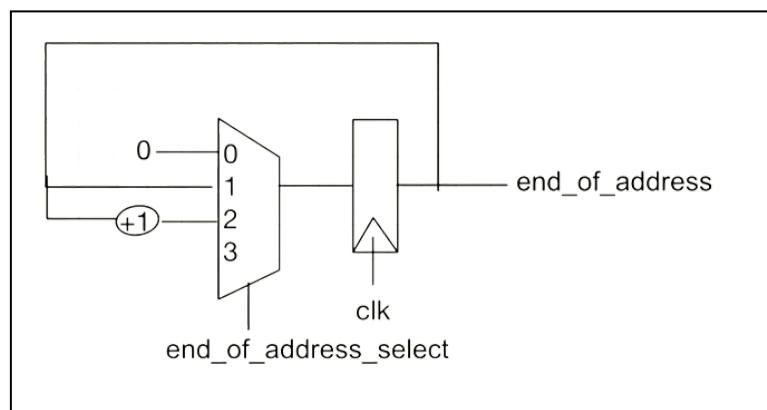 0
0
1
+1
2
3
end_of_address
clk
end_of_address_select